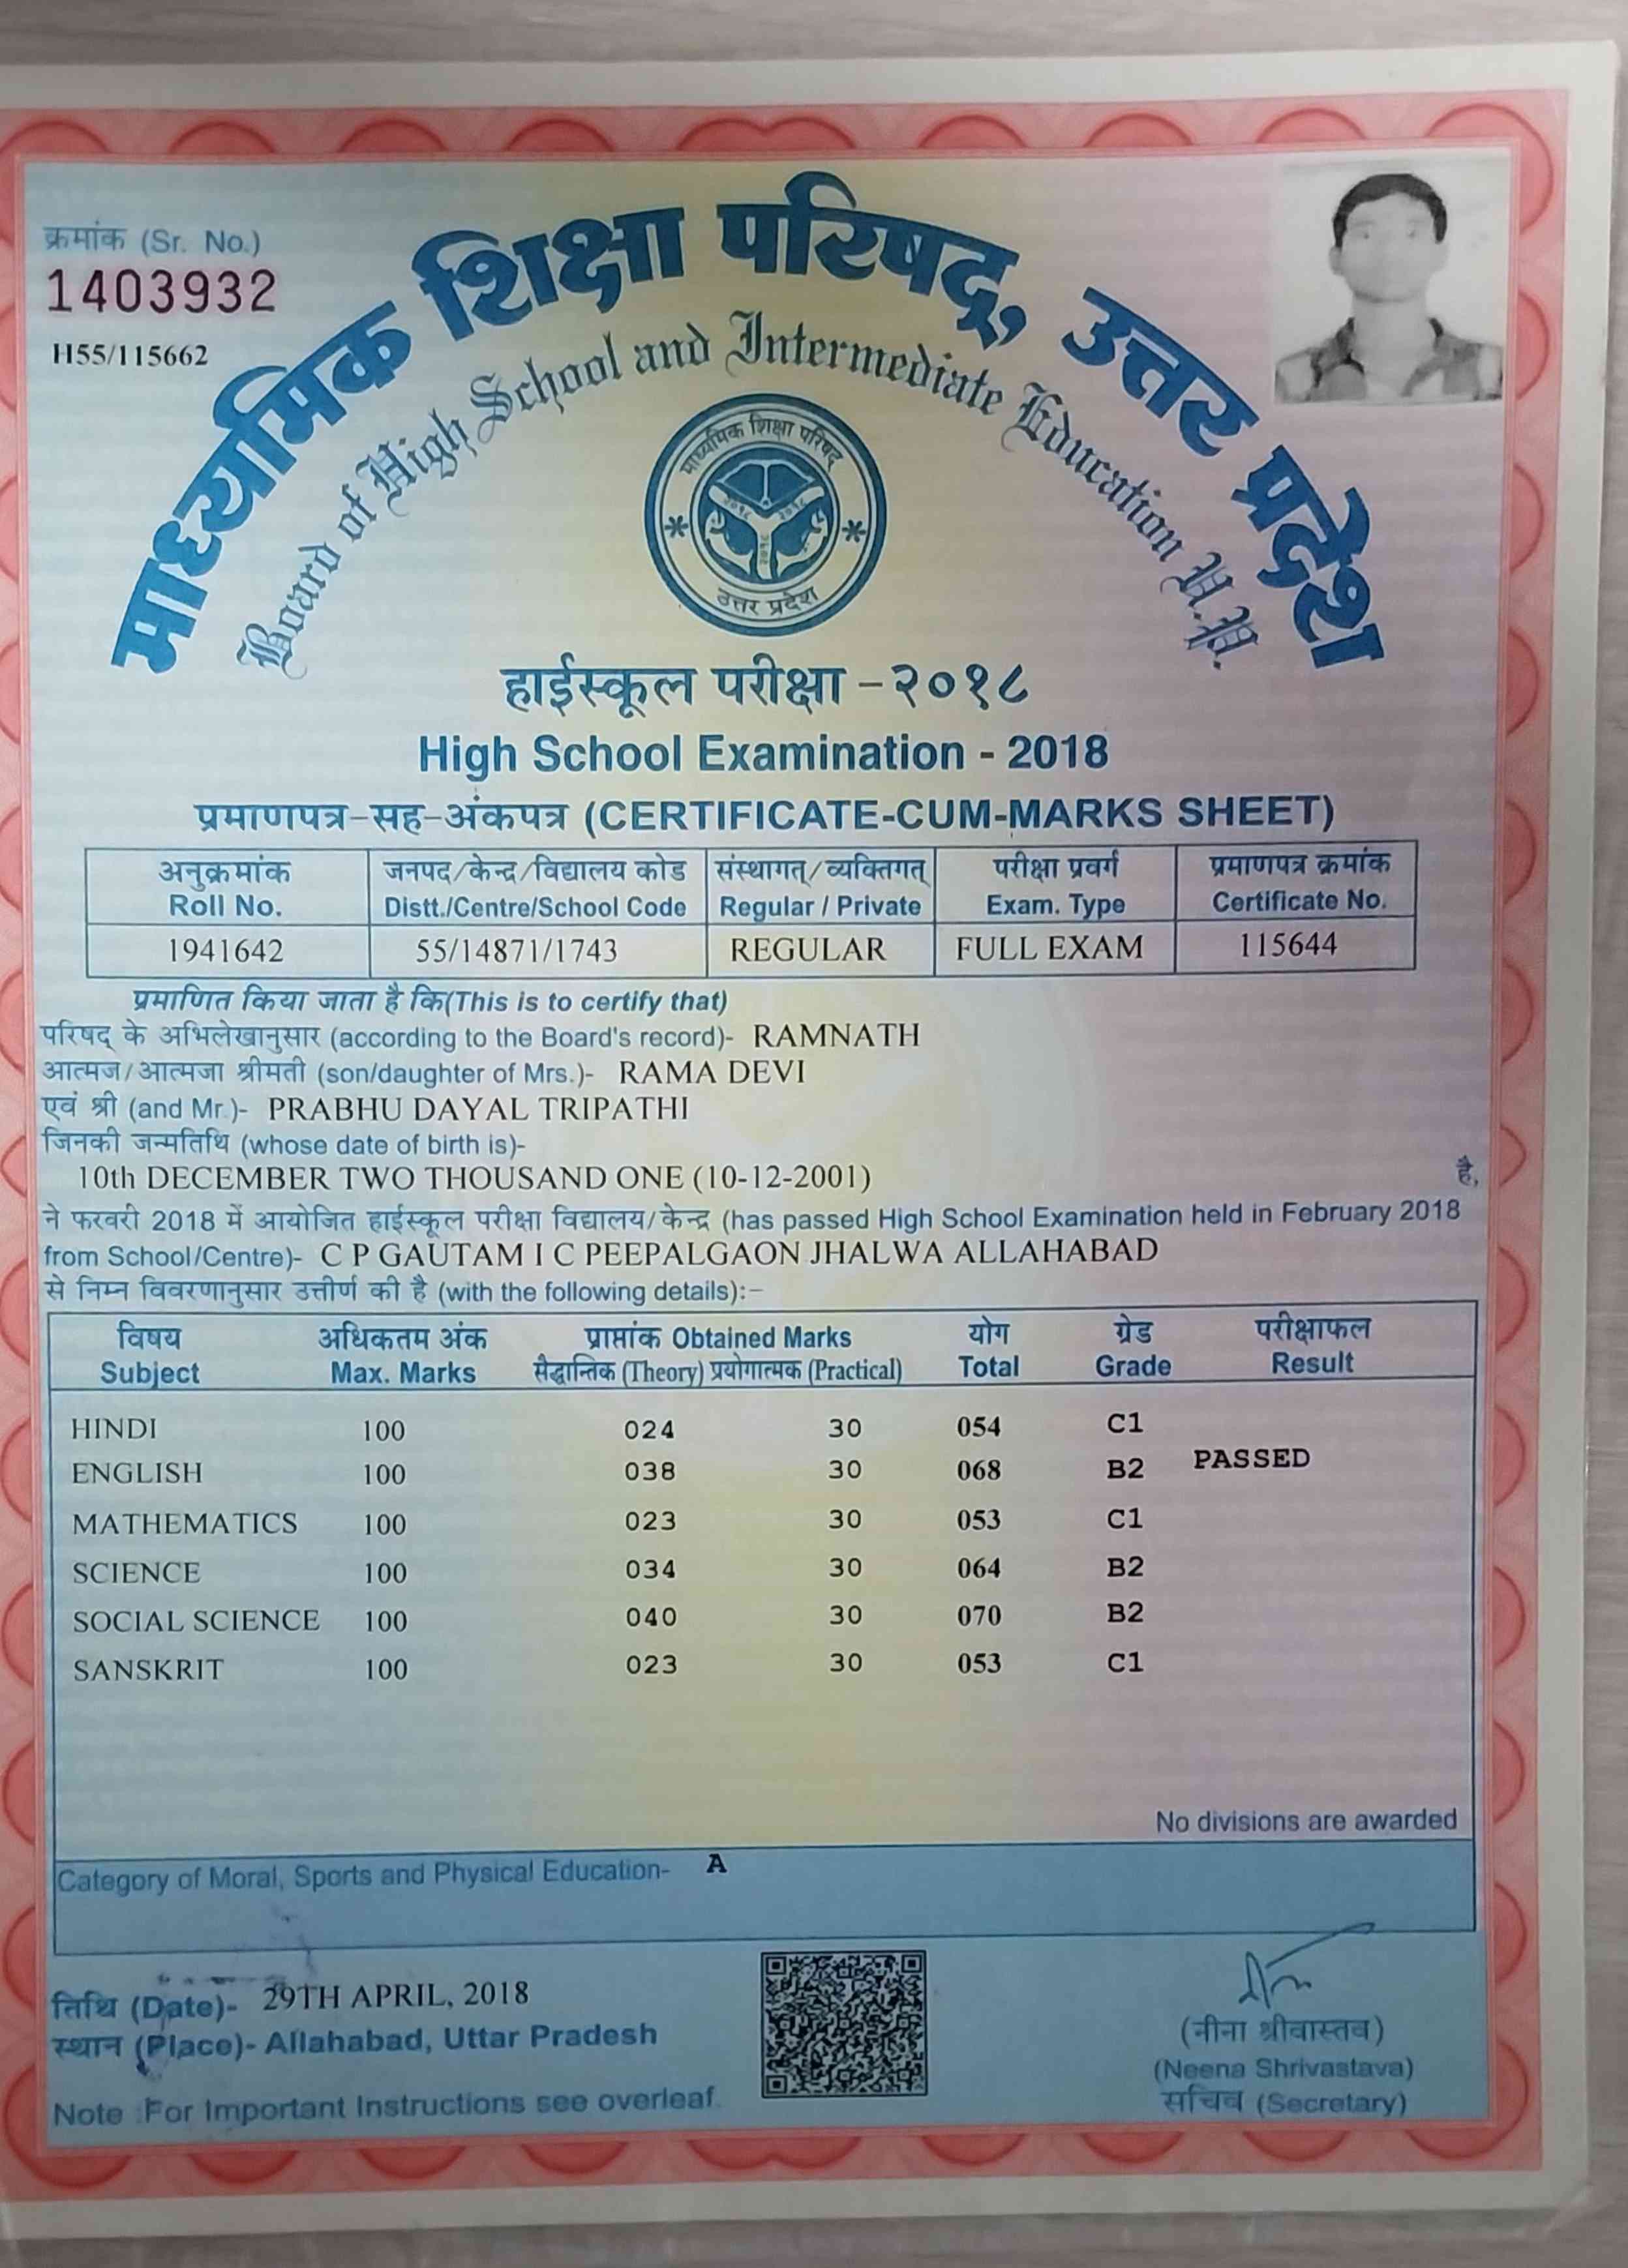 क्रमांक (Sr. No.)
1403932
H55/115662
माध्यमिक शिक्षा परिषद्, उत्तर प्रदेश
Board of High School and Intermediate Education U.P.
माध्यमिक शिक्षा परिषद्
उत्तर प्रदेश
हाईस्कूल परीक्षा -२०१८
High School Examination - 2018
प्रमाणपत्र-सह-अंकपत्र (CERTIFICATE-CUM-MARKS SHEET)
अनुक्रमांक जनपद/केन्द्र/विद्यालय कोड संस्थागत्/व्यक्तिगत् परीक्षा प्रवर्ग प्रमाणपत्र क्रमांक
Roll No. Distt./Centre/School Code Regular / Private Exam. Type Certificate No.
1941642 55/14871/1743 REGULAR FULL EXAM 115644
प्रमाणित किया जाता है कि(This is to certify that)
परिषद् के अभिलेखानुसार (according to the Board's record)- RAMNATH
आत्मज/आत्मजा श्रीमती (son/daughter of Mrs.)- RAMA DEVI
एवं श्री (and Mr.)- PRABHU DAYAL TRIPATHI
जिनकी जन्मतिथि (whose date of birth is)-
10th DECEMBER TWO THOUSAND ONE (10-12-2001) है,
ने फरवरी 2018 में आयोजित हाईस्कूल परीक्षा विद्यालय/केन्द्र (has passed High School Examination held in February 2018
from School/Centre)- C P GAUTAM I C PEEPALGAON JHALWA ALLAHABAD
से निम्न विवरणानुसार उत्तीर्ण की है (with the following details):-
विषय अधिकतम अंक प्राप्तांक Obtained Marks योग ग्रेड परीक्षाफल
Subject Max. Marks सैद्धान्तिक (Theory) प्रयोगात्मक (Practical) Total Grade Result
HINDI 100 024 30 054 C1
ENGLISH 100 038 30 068 B2 PASSED
MATHEMATICS 100 023 30 053 C1
SCIENCE 100 034 30 064 B2
SOCIAL SCIENCE 100 040 30 070 B2
SANSKRIT 100 023 30 053 C1
No divisions are awarded
Category of Moral, Sports and Physical Education- A
तिथि (Date)- 29TH APRIL, 2018
स्थान (Place)- Allahabad, Uttar Pradesh
Note :For Important Instructions see overleaf.
(नीना श्रीवास्तव)
(Neena Shrivastava)
सचिव (Secretary)